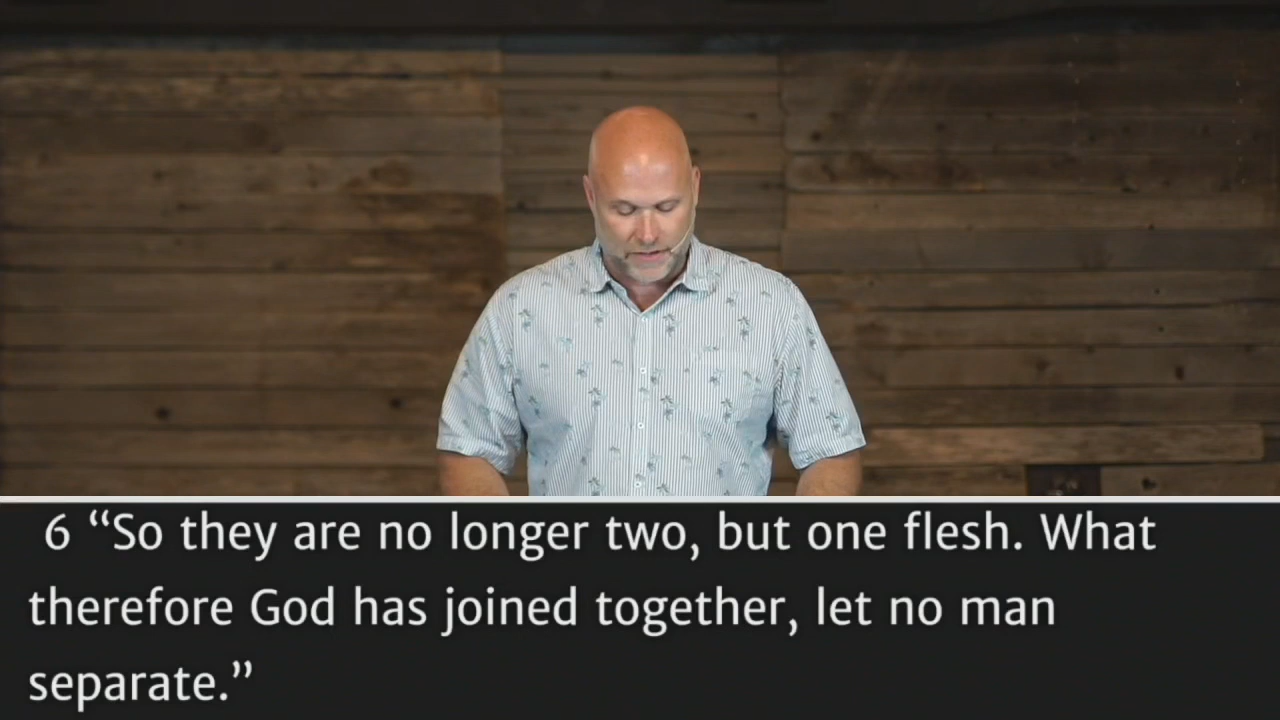 6 “So they are no longer two, but one flesh. What
therefore God has joined together, let no man
separate.”